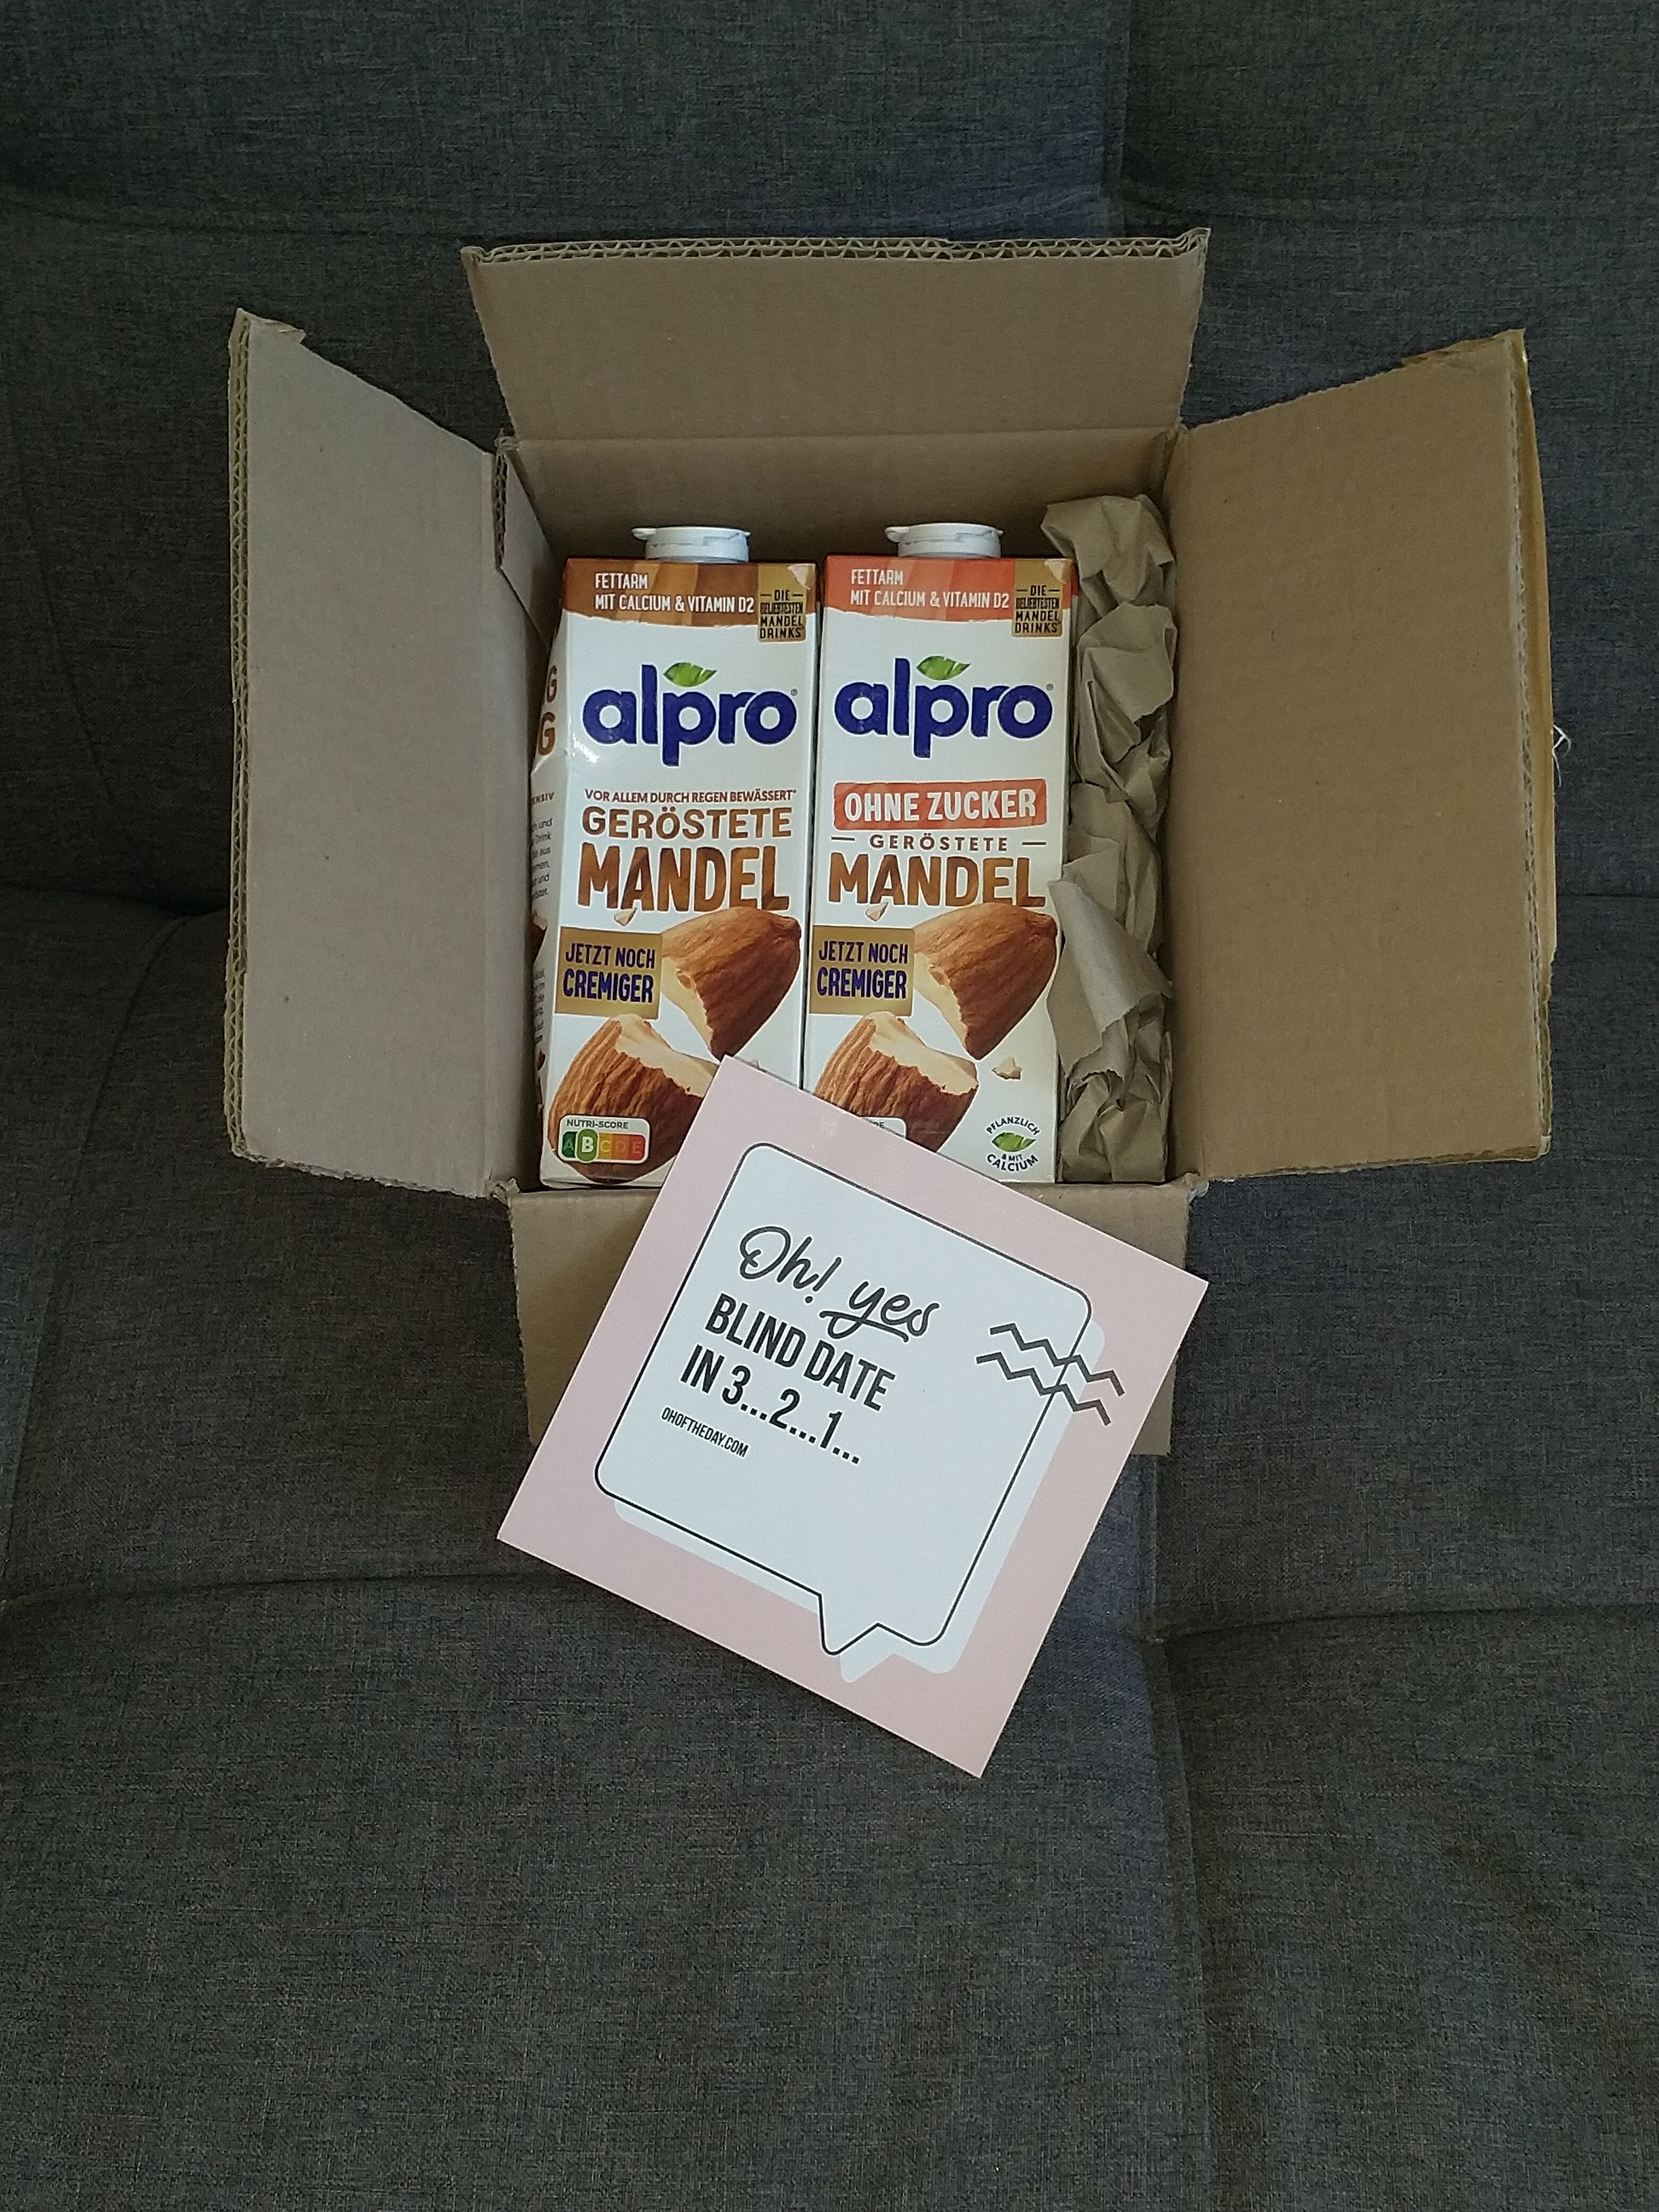 FETTARM
MIT CALCIUM & VITAMIN D2
DIE
BELIEBTESTEN
MANDEL
DRINKS
alpro®
VOR ALLEM DURCH REGEN BEWÄSSERT*
GERÖSTETE
MANDEL
JETZT NOCH
CREMIGER
NUTRI-SCORE
A B C D E
FETTARM
MIT CALCIUM & VITAMIN D2
DIE
BELIEBTESTEN
MANDEL
DRINKS
alpro®
OHNE ZUCKER
GERÖSTETE
MANDEL
JETZT NOCH
CREMIGER
PFLANZLICH
& MIT
CALCIUM
Oh! yes
BLIND DATE
IN 3...2...1...
OHOFTHEDAY.COM